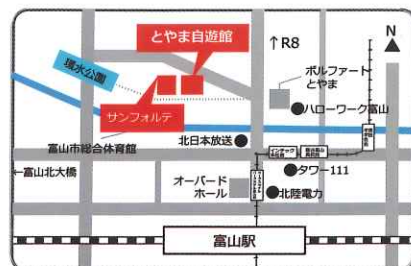 とやま自遊館
↑R8
N
環水公園
ボルファート
とやま
サンフォルテ
ハローワーク富山
北日本放送
富山市総合体育館
←富山北大橋
タワー111
オーバード
ホール
北陸電力
富山駅